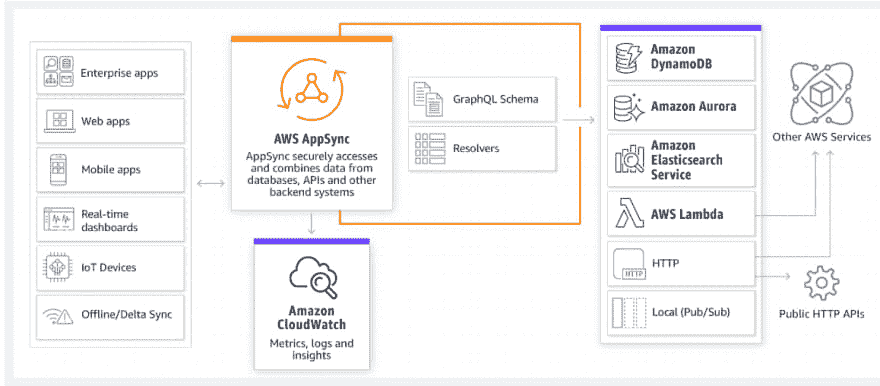 Enterprise apps
Web apps
Mobile apps
Real-time
dashboards
IoT Devices
Offline/Delta Sync
AWS AppSync
AppSync securely accesses
and combines data from
databases, APIs and other
backend systems
Amazon
CloudWatch
Metrics, logs and
insights
GraphQL Schema
Resolvers
Amazon
DynamoDB
Amazon Aurora
Amazon
Elasticsearch
Service
AWS Lambda
HTTP
HTTP
Local (Pub/Sub)
Other AWS Services
Public HTTP APIs